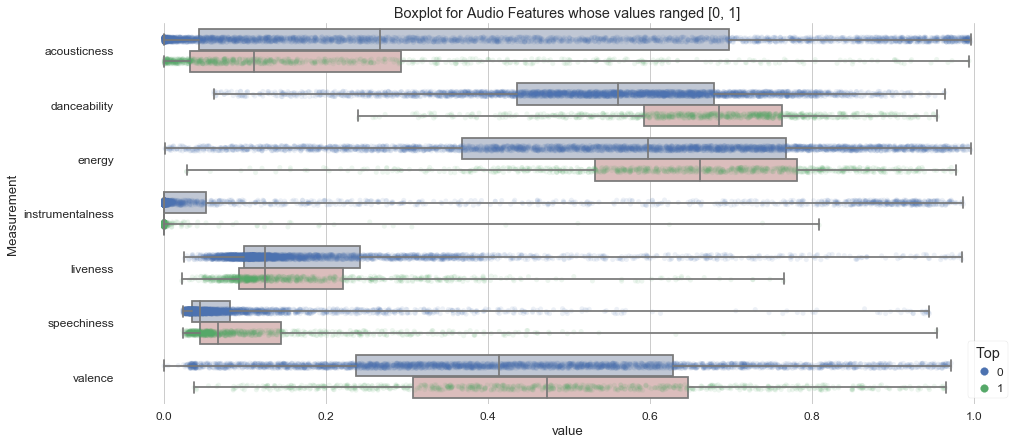 Boxplot for Audio Features whose values ranged [0, 1]
Measurement
acousticness
danceability
energy
instrumentalness
liveness
speechiness
valence
0.0 0.2 0.4 0.6 0.8 1.0
value
Top
0
1